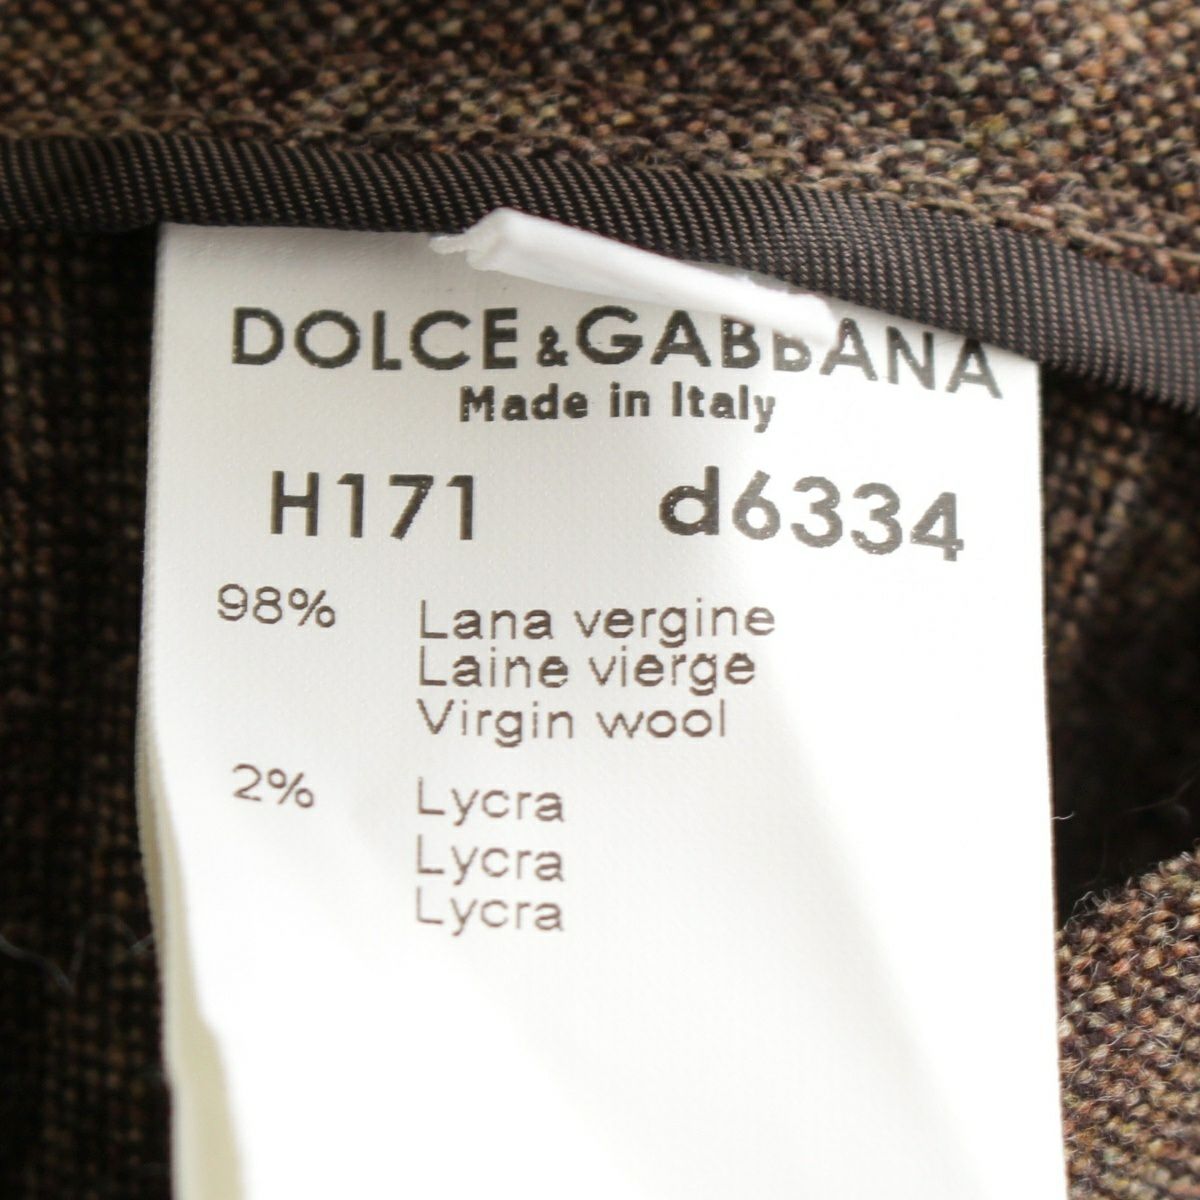 DOLCE & GABBANA
Made in Italy
H171 d6334
98% Lana vergine
Laine vierge
Virgin wool
2% Lycra
Lycra
Lycra